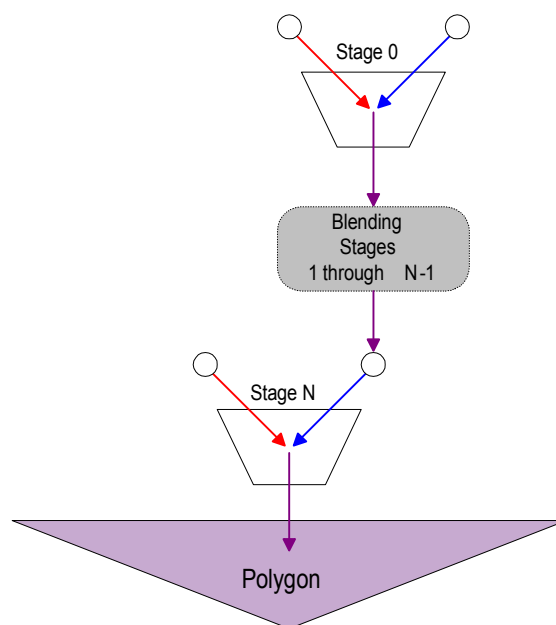 Stage 0
Blending
Stages
1 through N-1
Stage N
Polygon